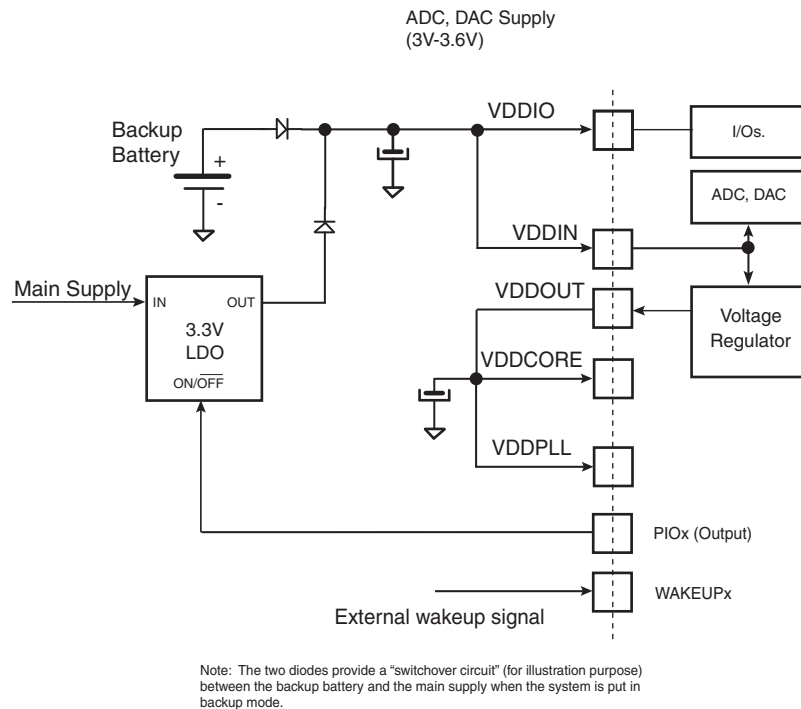 ADC, DAC Supply
(3V-3.6V)
VDDIO
I/Os.
Backup
Battery
+
-
ADC, DAC
VDDIN
Main Supply
IN
OUT
3.3V
LDO
ON/OFF
VDDOUT
Voltage
Regulator
VDDCORE
VDDPLL
PIOx (Output)
WAKEUPx
External wakeup signal
Note: The two diodes provide a “switchover circuit” (for illustration purpose)
between the backup battery and the main supply when the system is put in
backup mode.